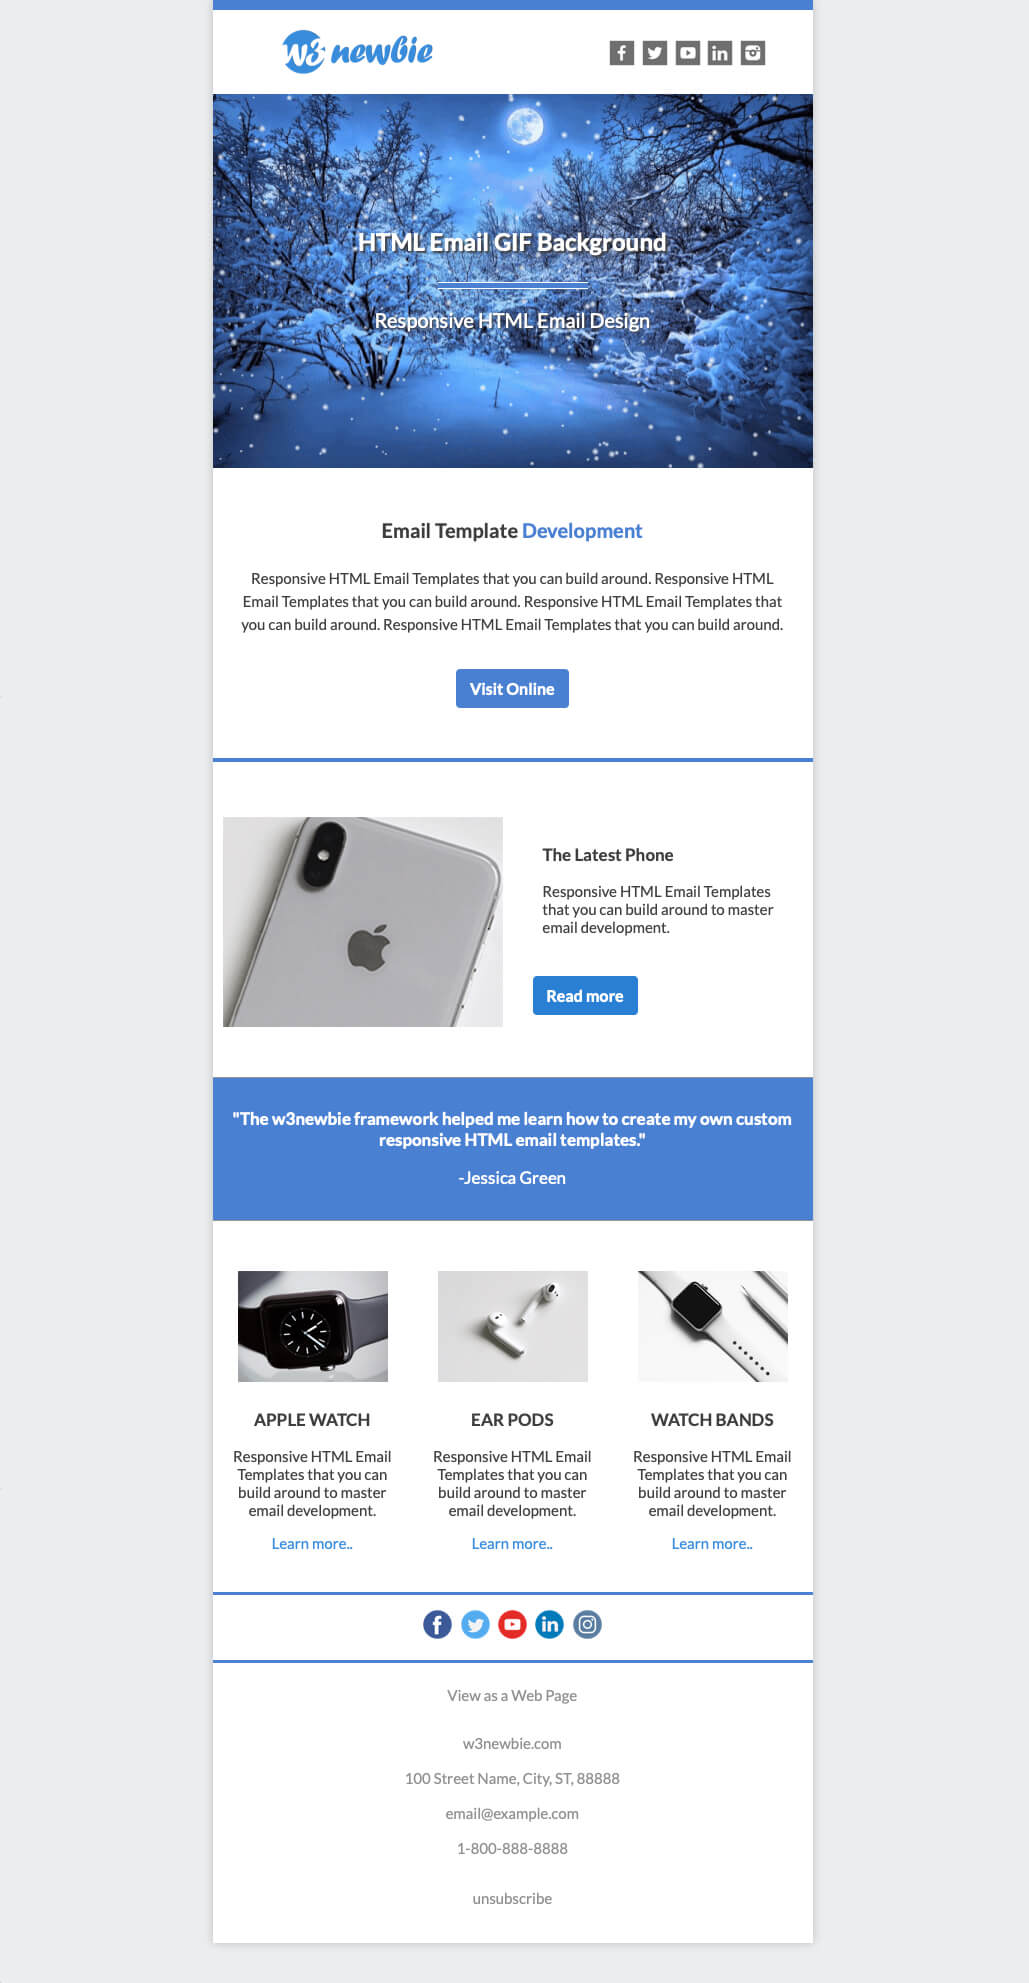 W3 newbie
HTML Email GIF Background
Responsive HTML Email Design
Email Template Development
Responsive HTML Email Templates that you can build around. Responsive HTML
Email Templates that you can build around. Responsive HTML Email Templates that
you can build around. Responsive HTML Email Templates that you can build around.
Visit Online
The Latest Phone
Responsive HTML Email Templates
that you can build around to master
email development.
Read more
"The w3newbie framework helped me learn how to create my own custom
responsive HTML email templates."
-Jessica Green
APPLE WATCH
Responsive HTML Email
Templates that you can
build around to master
email development.
Learn more..
EAR PODS
Responsive HTML Email
Templates that you can
build around to master
email development.
Learn more..
WATCH BANDS
Responsive HTML Email
Templates that you can
build around to master
email development.
Learn more..
View as a Web Page
w3newbie.com
100 Street Name, City, ST, 88888
email@example.com
1-800-888-8888
unsubscribe